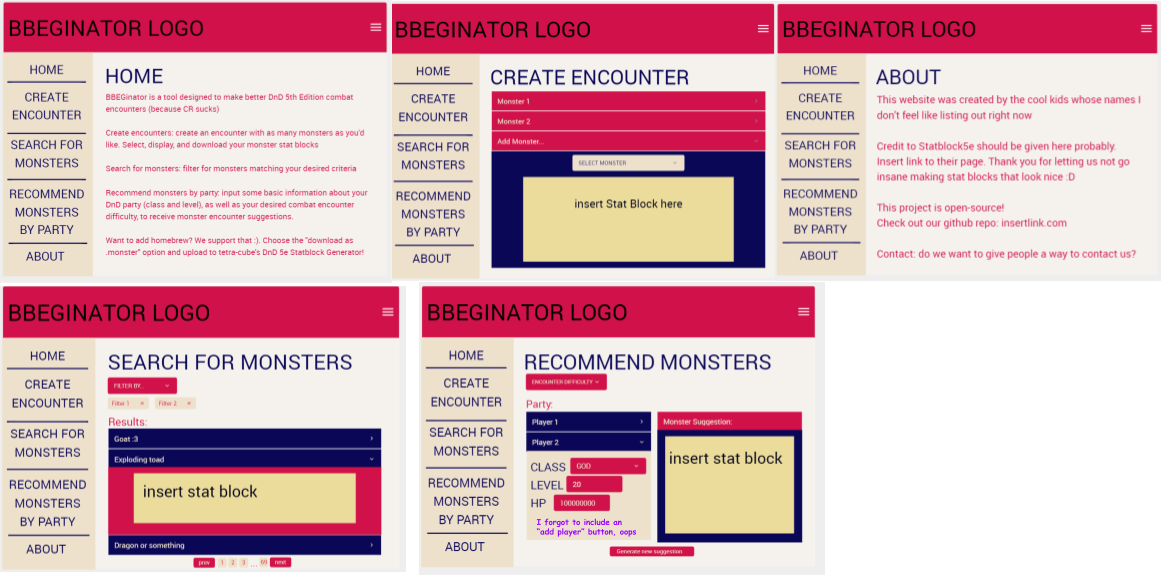 BBEGINATOR LOGO
HOME
CREATE
ENCOUNTER
SEARCH FOR
MONSTERS
RECOMMEND
MONSTERS
BY PARTY
ABOUT
HOME
BBEGinator is a tool designed to make better DnD 5th Edition combat
encounters (because CR sucks)
Create encounters: create an encounter with as many monsters as you'd
like. Select, display, and download your monster stat blocks
Search for monsters: filter for monsters matching your desired criteria
Recommend monsters by party: input some basic information about your
DnD party (class and level), as well as your desired combat encounter
difficulty, to receive monster encounter suggestions.
Want to add homebrew? We support that :). Choose the "download as
.monster" option and upload to tetra-cube's DnD 5e Statblock Generator!
BBEGINATOR LOGO
HOME
CREATE
ENCOUNTER
SEARCH FOR
MONSTERS
RECOMMEND
MONSTERS
BY PARTY
ABOUT
CREATE ENCOUNTER
Monster 1
Monster 2
Add Monster...
SELECT MONSTER
insert Stat Block here
BBEGINATOR LOGO
HOME
CREATE
ENCOUNTER
SEARCH FOR
MONSTERS
RECOMMEND
MONSTERS
BY PARTY
ABOUT
ABOUT
This website was created by the cool kids whose names I
don't feel like listing out right now
Credit to Statblock5e should be given here probably.
Insert link to their page. Thank you for letting us not go
insane making stat blocks that look nice :D
This project is open-source!
Check out our github repo: insertlink.com
Contact: do we want to give people a way to contact us?
BBEGINATOR LOGO
HOME
CREATE
ENCOUNTER
SEARCH FOR
MONSTERS
RECOMMEND
MONSTERS
BY PARTY
ABOUT
SEARCH FOR MONSTERS
FILTER BY...
Filter 1 × Filter 2 ×
Results:
Goat :3
Exploding toad
insert stat block
Dragon or something
prev 1 2 3 ... 69 next
BBEGINATOR LOGO
HOME
CREATE
ENCOUNTER
SEARCH FOR
MONSTERS
RECOMMEND
MONSTERS
BY PARTY
ABOUT
RECOMMEND MONSTERS
ENCOUNTER DIFFICULTY
Party:
Player 1
Player 2
CLASS GOD
LEVEL 20
HP 100000000
I forgot to include an
"add player" button, oops
Monster Suggestion:
insert stat block
Generate new suggestion